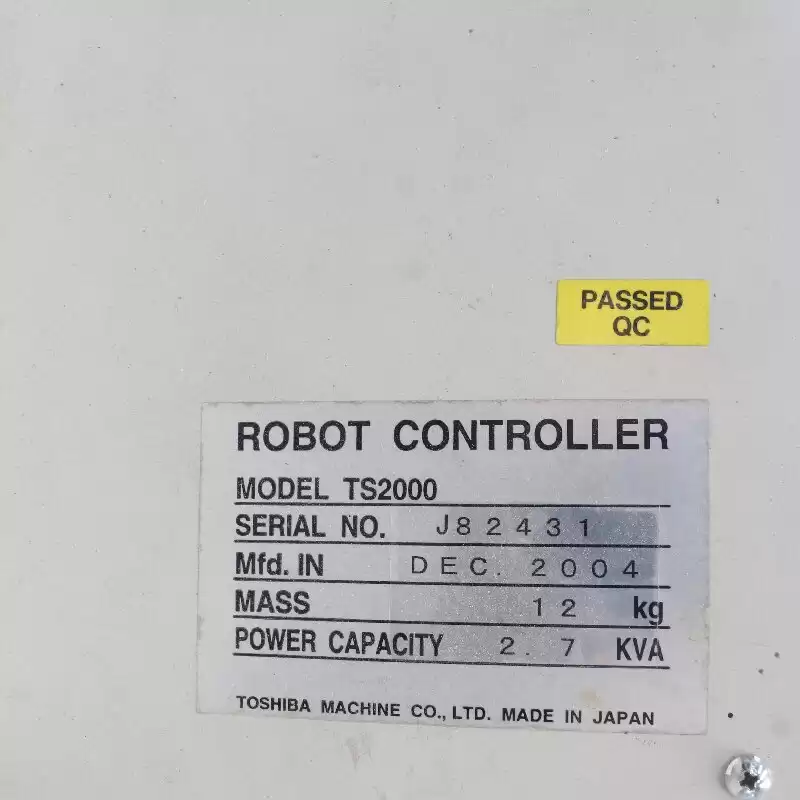 PASSED
QC
ROBOT CONTROLLER
MODEL TS2000
SERIAL NO. J82431
Mfd. IN DEC. 2004
MASS 12 kg
POWER CAPACITY 2.7 KVA
TOSHIBA MACHINE CO., LTD. MADE IN JAPAN